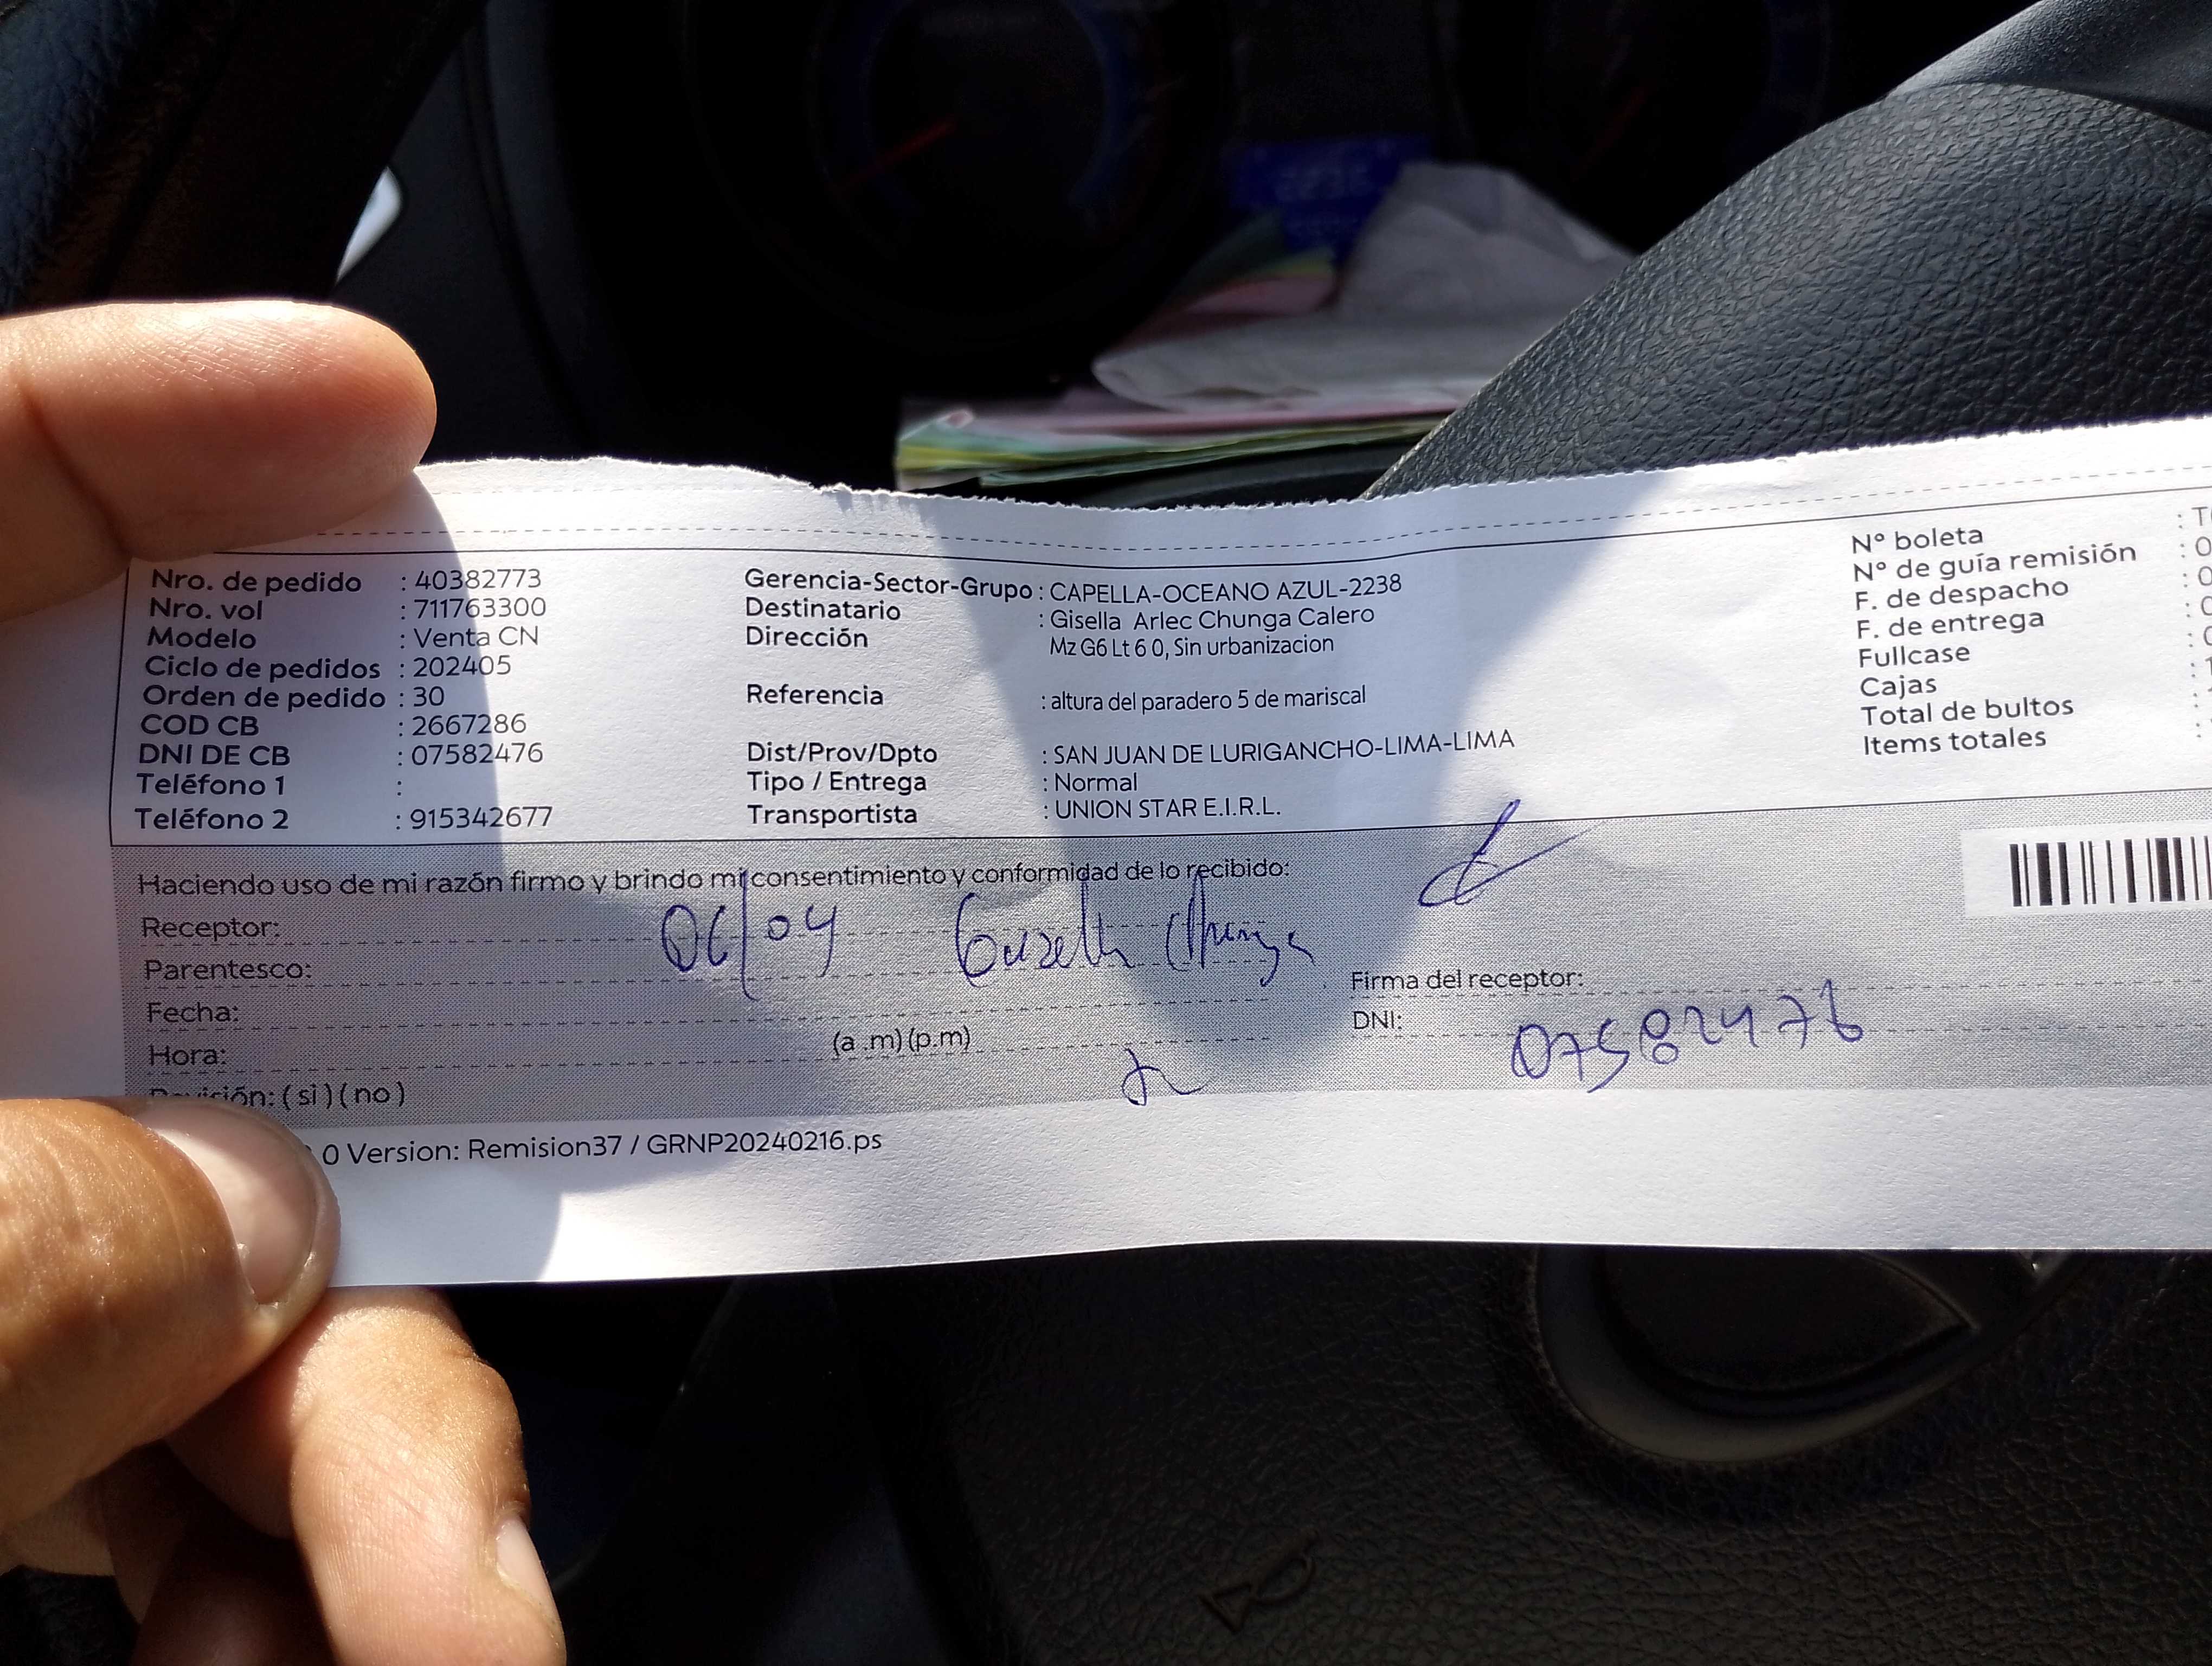 Nro. de pedido : 40382773
Nro. vol : 711763300
Modelo : Venta CN
Ciclo de pedidos : 202405
Orden de pedido : 30
COD CB : 2667286
DNI DE CB : 07582476
Teléfono 1 :
Teléfono 2 : 915342677
Gerencia-Sector-Grupo : CAPELLA-OCEANO AZUL-2238
Destinatario : Gisella Arlec Chunga Calero
Dirección Mz G6 Lt 6 0, Sin urbanizacion
Referencia : altura del paradero 5 de mariscal
Dist/Prov/Dpto : SAN JUAN DE LURIGANCHO-LIMA-LIMA
Tipo / Entrega : Normal
Transportista : UNION STAR E.I.R.L.
N° boleta : T
N° de guía remisión : 0
F. de despacho : 0
F. de entrega :
Fullcase :
Cajas :
Total de bultos :
Items totales :
Haciendo uso de mi razón firmo y brindo mi consentimiento y conformidad de lo recibido:
Receptor: 06/04 Chunga
Parentesco:
Fecha:
Hora: (a .m) (p.m)
Firma del receptor:
DNI: 07582476
(si) (no)
0 Version: Remision37 / GRNP20240216.ps